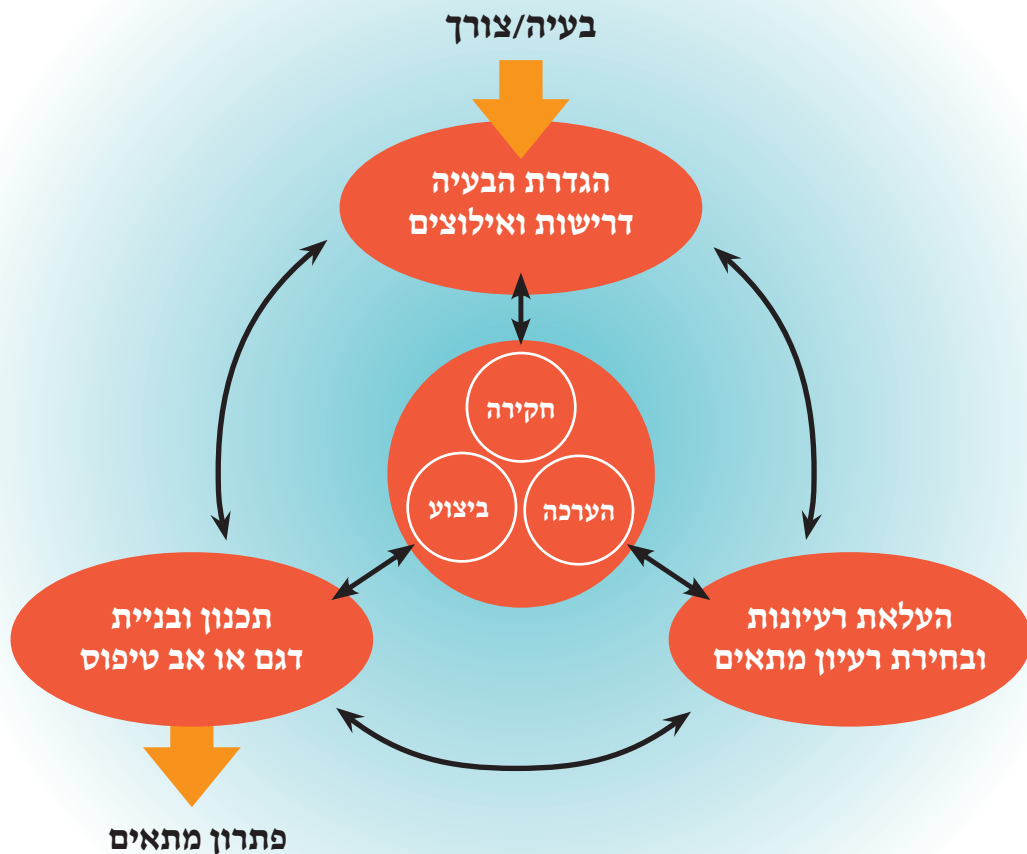 בעיה/צורך
הגדרת הבעיה
דרישות ואילוצים
חקירה
הערכה
ביצוע
העלאת רעיונות
ובחירת רעיון מתאים
תכנון ובניית
דגם או אב טיפוס
פתרון מתאים